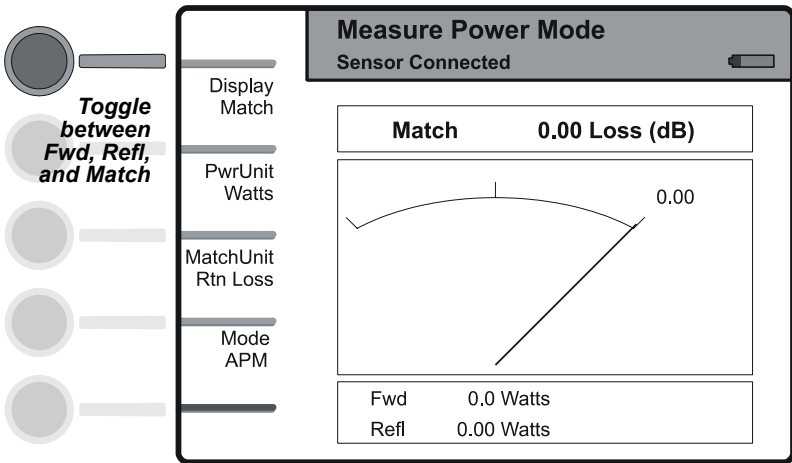 Measure Power Mode
Sensor Connected
Toggle
between
Fwd, Refl,
and Match
Display
Match
PwrUnit
Watts
MatchUnit
Rtn Loss
Mode
APM
Match 0.00 Loss (dB)
0.00
Fwd 0.0 Watts
Refl 0.00 Watts